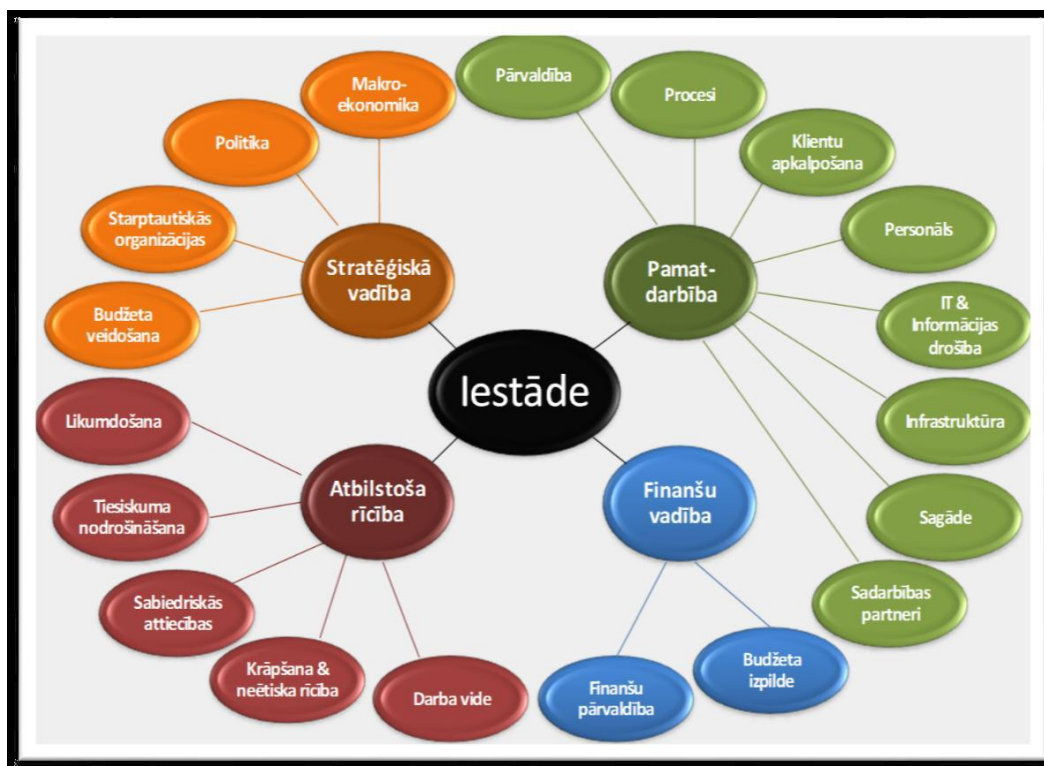 Makro-
ekonomika
Politika
Starptautiskās
organizācijas
Budžeta
veidošana
Stratēģiskā
vadība
Pārvaldība
Procesi
Klientu
apkalpošana
Personāls
IT &
Informācijas
drošība
Infrastruktūra
Sagāde
Sadarbības
partneri
Pamat-
darbība
Iestāde
Likumdošana
Tiesiskuma
nodrošināšana
Sabiedriskās
attiecības
Krāpšana &
neētiska rīcība
Darba vide
Atbilstoša
rīcība
Finanšu
vadība
Finanšu
pārvaldība
Budžeta
izpilde